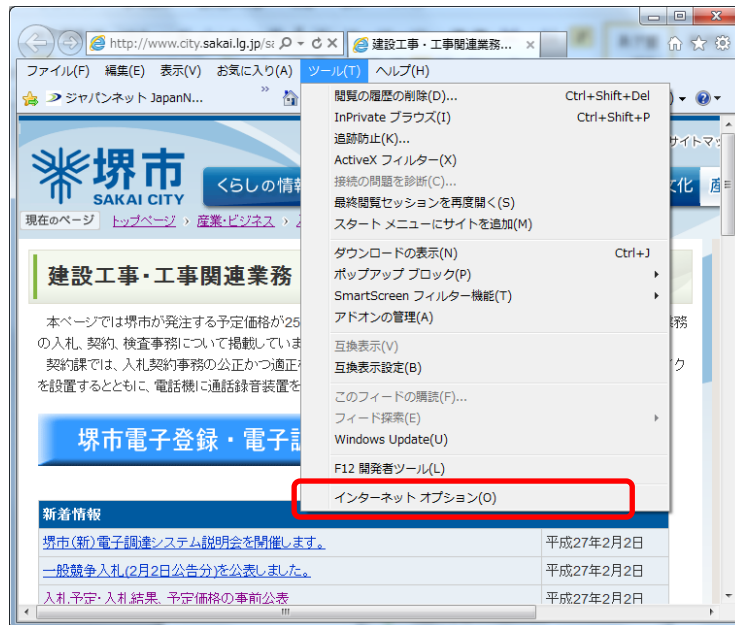 http://www.city.sakai.lg.jp/sa
建設工事・工事関連業務...
ファイル(F) 編集(E) 表示(V) お気に入り(A) ツール(T) ヘルプ(H)
ジャパンネット JapanN...
閲覧の履歴の削除(D)... Ctrl+Shift+Del
InPrivate ブラウズ(I) Ctrl+Shift+P
追跡防止(K)...
ActiveX フィルター(X)
接続の問題を診断(C)...
最終閲覧セッションを再度開く(S)
スタート メニューにサイトを追加(M)
ダウンロードの表示(N) Ctrl+J
ポップアップ ブロック(P)
SmartScreen フィルター機能(T)
アドオンの管理(A)
互換表示(V)
互換表示設定(B)
このフィードの購読(F)...
フィード探索(E)
Windows Update(U)
F12 開発者ツール(L)
インターネット オプション(O)
サイトマッ
堺市
SAKAI CITY
くらしの情
文化
現在のページ トップページ › 産業・ビジネス ›
建設工事・工事関連業務
本ページでは堺市が発注する予定価格が25
務
の入札、契約、検査事務について掲載していま
契約課では、入札契約事務の公正かつ適正
ク
を設置するとともに、電話機に通話録音装置を
堺市電子登録・電子
新着情報
堺市(新)電子調達システム説明会を開催します。 平成27年2月2日
一般競争入札(2月2日公告分)を公表しました。 平成27年2月2日
入札予定・入札結果、予定価格の事前公表 平成27年2月2日